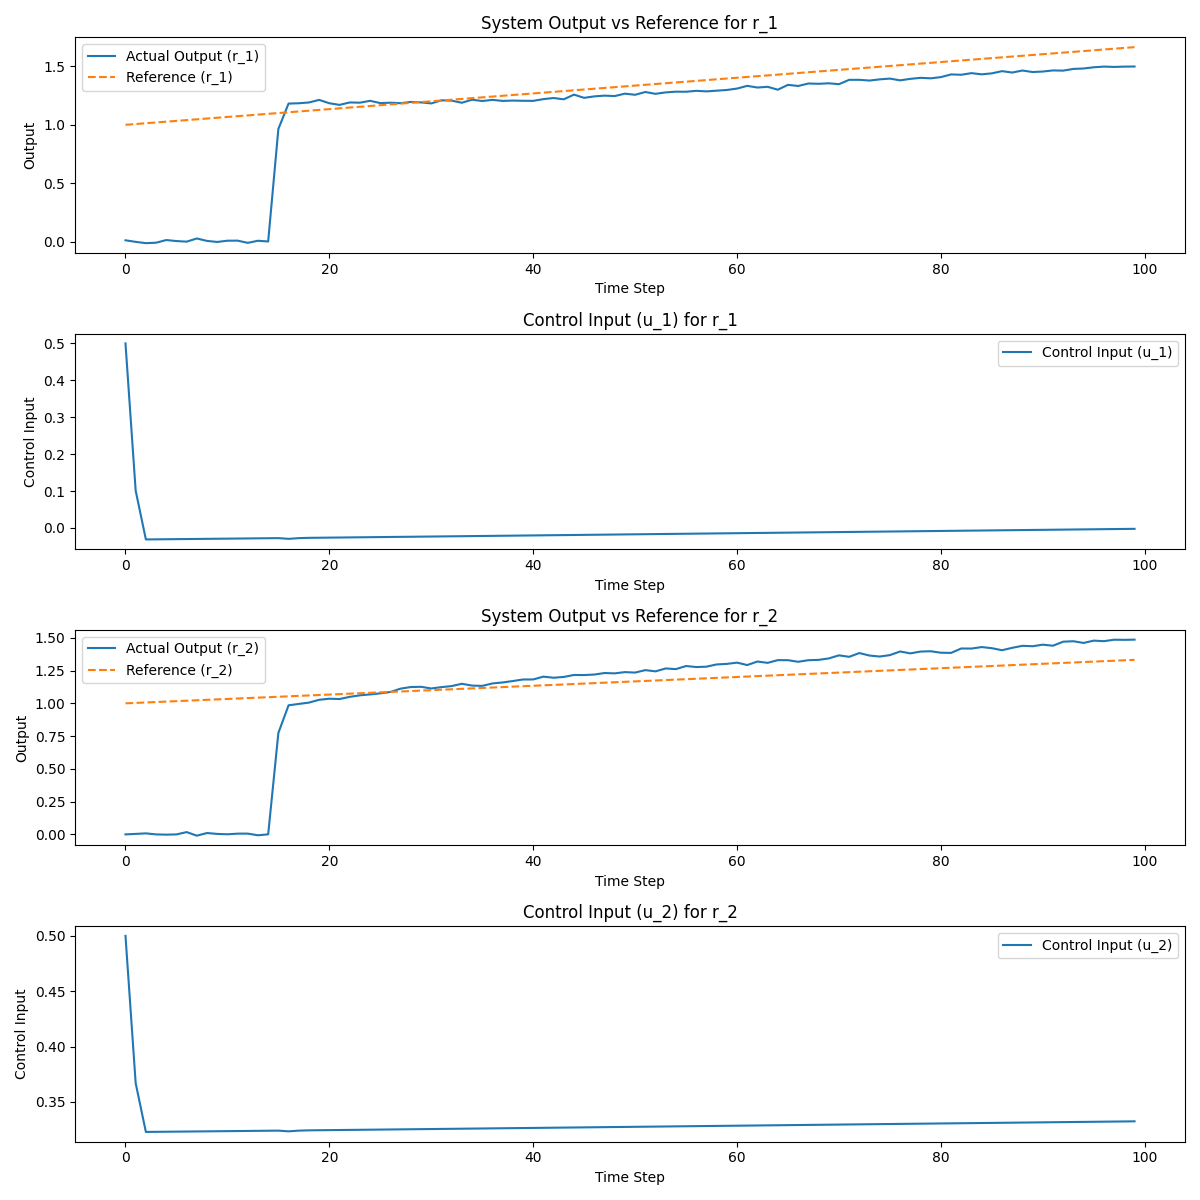 System Output vs Reference for r_1
Actual Output (r_1)
Reference (r_1)
Output
1.5
1.0
0.5
0.0
0 20 40 60 80 100
Time Step
Control Input (u_1) for r_1
Control Input (u_1)
Control Input
0.5
0.4
0.3
0.2
0.1
0.0
0 20 40 60 80 100
Time Step
System Output vs Reference for r_2
Actual Output (r_2)
Reference (r_2)
Output
1.50
1.25
1.00
0.75
0.50
0.25
0.00
0 20 40 60 80 100
Time Step
Control Input (u_2) for r_2
Control Input (u_2)
Control Input
0.50
0.45
0.40
0.35
0 20 40 60 80 100
Time Step